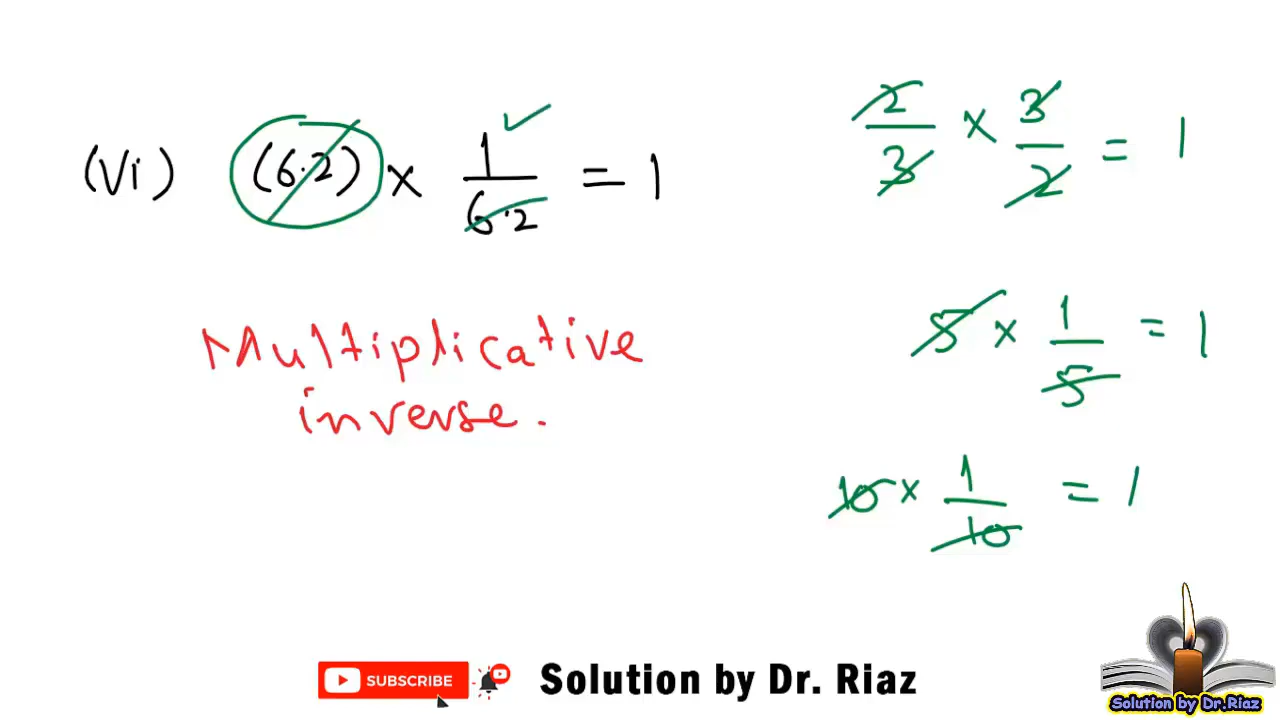 (Vi) (6.2) × 1/6.2 = 1
Multiplicative
inverse.
2/3 × 3/2 = 1
5 × 1/5 = 1
10 × 1/10 = 1
SUBSCRIBE
Solution by Dr. Riaz
Solution by Dr.Riaz